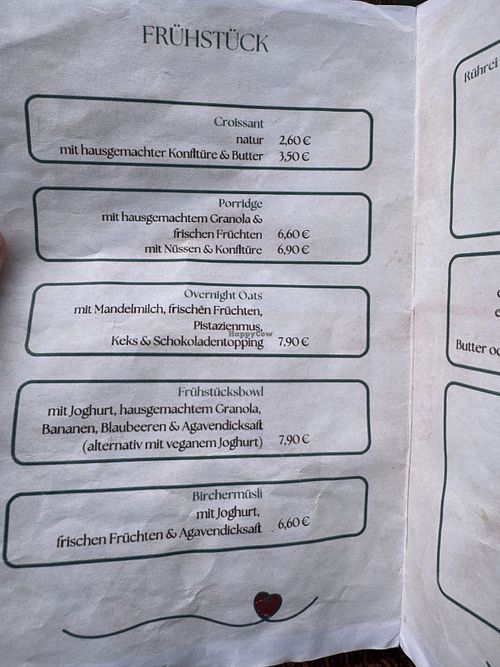 FRÜHSTÜCK
Croissant
natur 2,60 €
mit hausgemachter Konfitüre & Butter 3,50 €
Porridge
mit hausgemachtem Granola &
frischen Früchten 6,60 €
mit Nüssen & Konfitüre 6,90 €
Overnight Oats
mit Mandelmilch, frischen Früchten,
Pistazienmus,
Keks & Schokoladentopping 7,90 €
HappyCow
Frühstücksbowl
mit Joghurt, hausgemachtem Granola,
Bananen, Blaubeeren & Agavendicksaft
(alternativ mit veganem Joghurt) 7,90 €
Birchermüsli
mit Joghurt,
frischen Früchten & Agavendicksaft 6,60 €
Rührei
Butter